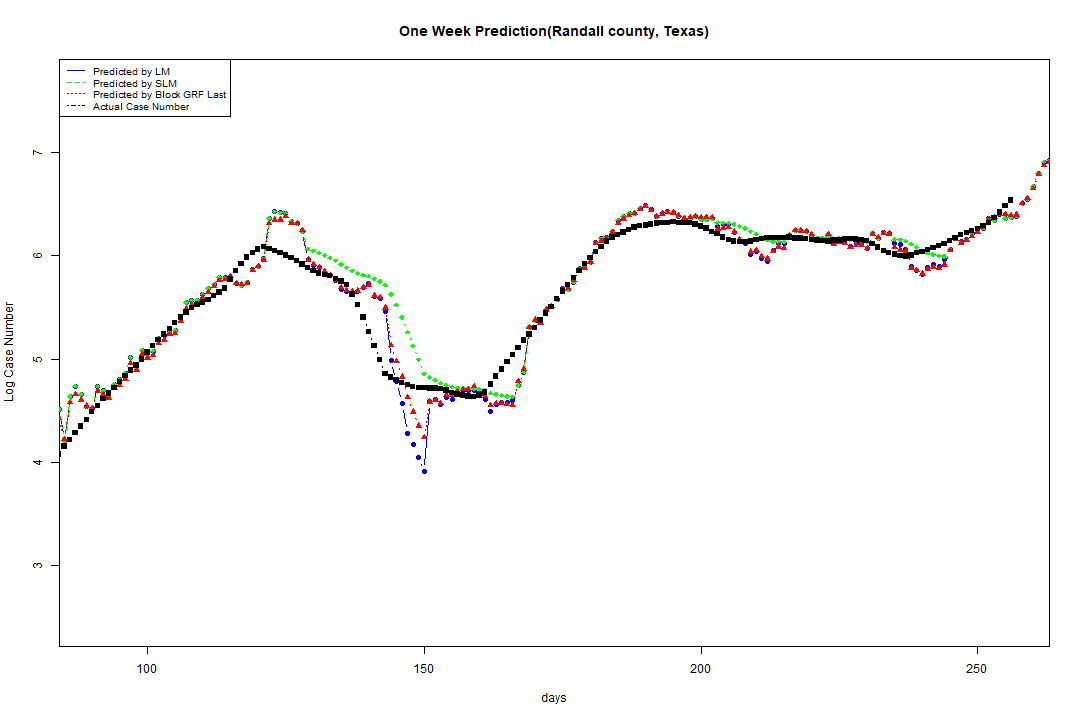 One Week Prediction(Randall county, Texas)
Predicted by LM
Predicted by SLM
Predicted by Block GRF Last
Actual Case Number
Log Case Number
7
6
5
4
3
100
150
200
250
days